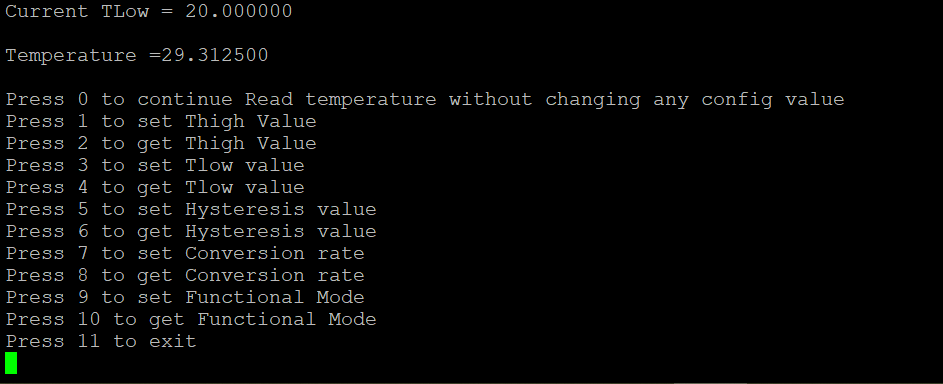 Current TLow = 20.000000
Temperature =29.312500
Press 0 to continue Read temperature without changing any config value
Press 1 to set Thigh Value
Press 2 to get Thigh Value
Press 3 to set Tlow value
Press 4 to get Tlow value
Press 5 to set Hysteresis value
Press 6 to get Hysteresis value
Press 7 to set Conversion rate
Press 8 to get Conversion rate
Press 9 to set Functional Mode
Press 10 to get Functional Mode
Press 11 to exit